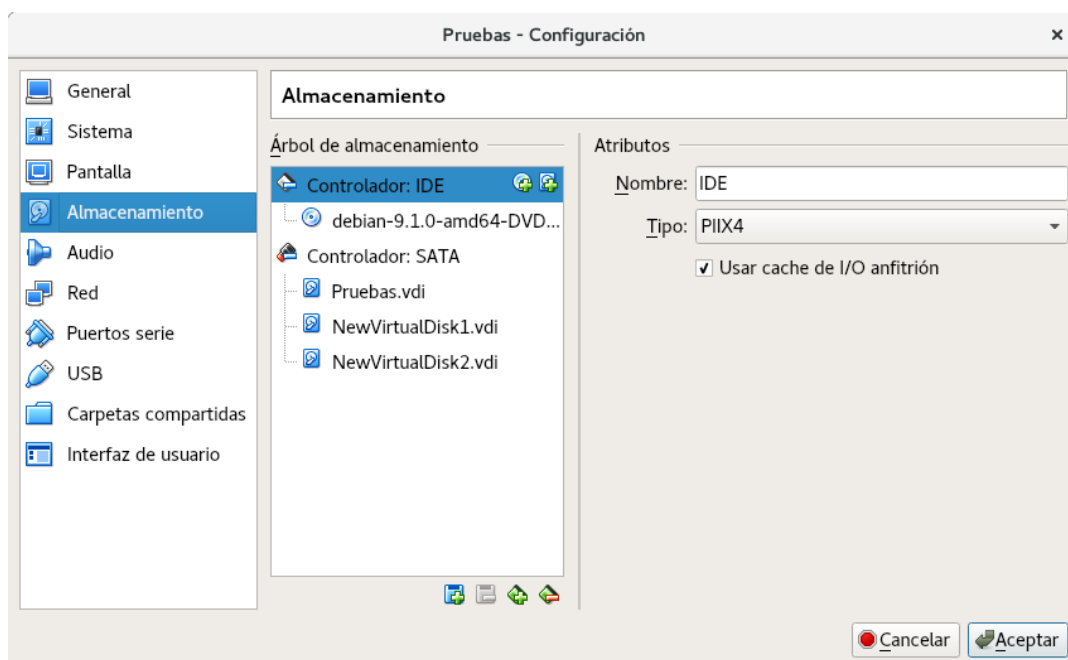 Pruebas - Configuración
General
Sistema
Pantalla
Almacenamiento
Audio
Red
Puertos serie
USB
Carpetas compartidas
Interfaz de usuario
Almacenamiento
Árbol de almacenamiento
Controlador: IDE
debian-9.1.0-amd64-DVD...
Controlador: SATA
Pruebas.vdi
NewVirtualDisk1.vdi
NewVirtualDisk2.vdi
Atributos
Nombre: IDE
Tipo: PIIX4
Usar cache de I/O anfitrión
Cancelar Aceptar